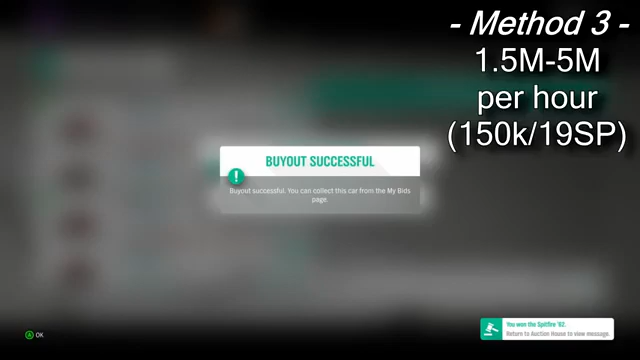 - Method 3 -
1.5M-5M
per hour
(150k/19SP)
BUYOUT SUCCESSFUL
!
Buyout successful. You can collect this car from the My Bids
page.
A OK
You won the Spitfire '62.
Return to Auction House to view message.